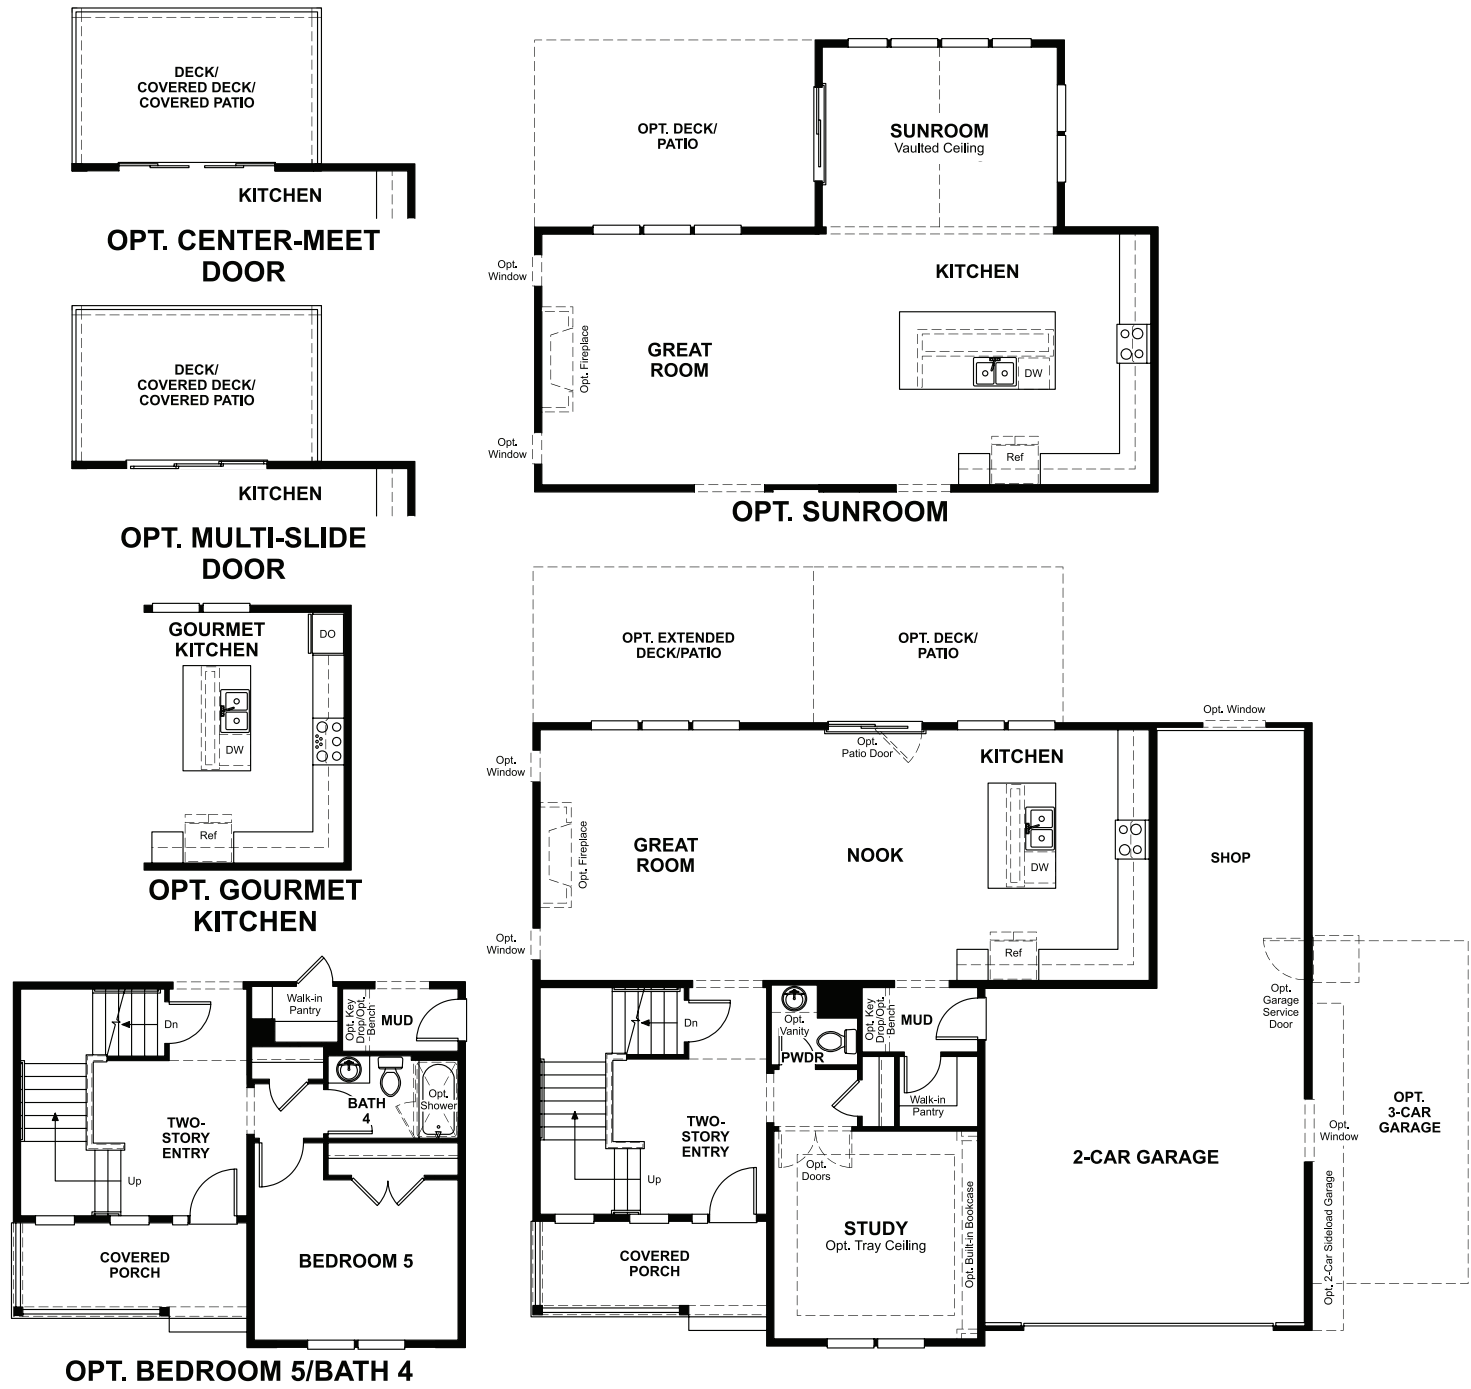 DECK/
COVERED DECK/
COVERED PATIO
KITCHEN
OPT. CENTER-MEET
DOOR
DECK/
COVERED DECK/
COVERED PATIO
KITCHEN
OPT. MULTI-SLIDE
DOOR
GOURMET
KITCHEN
DO
DW
Ref
OPT. GOURMET
KITCHEN
OPT. DECK/
PATIO
SUNROOM
Vaulted Ceiling
Opt.
Window
KITCHEN
GREAT
ROOM
Opt. Fireplace
DW
Opt.
Window
Ref
OPT. SUNROOM
OPT. EXTENDED
DECK/PATIO
OPT. DECK/
PATIO
Opt. Window
Opt.
Patio Door
KITCHEN
Opt.
Window
GREAT
ROOM
Opt. Fireplace
NOOK
DW
SHOP
Opt.
Window
Ref
Opt.
Garage
Service
Door
Dn
Opt.
Vanity
PWDR
Opt. Key
Drop/Opt.
Bench
MUD
Walk-in
Pantry
TWO-
STORY
ENTRY
Up
Opt.
Doors
STUDY
Opt. Tray Ceiling
Opt. Built-in Bookcase
COVERED
PORCH
2-CAR GARAGE
Opt.
Window
Opt. 2-Car Sideload Garage
OPT.
3-CAR
GARAGE
Dn
Walk-in
Pantry
Opt. Key
Drop/Opt.
Bench
MUD
BATH
4
Opt.
Shower
TWO-
STORY
ENTRY
Up
COVERED
PORCH
BEDROOM 5
OPT. BEDROOM 5/BATH 4